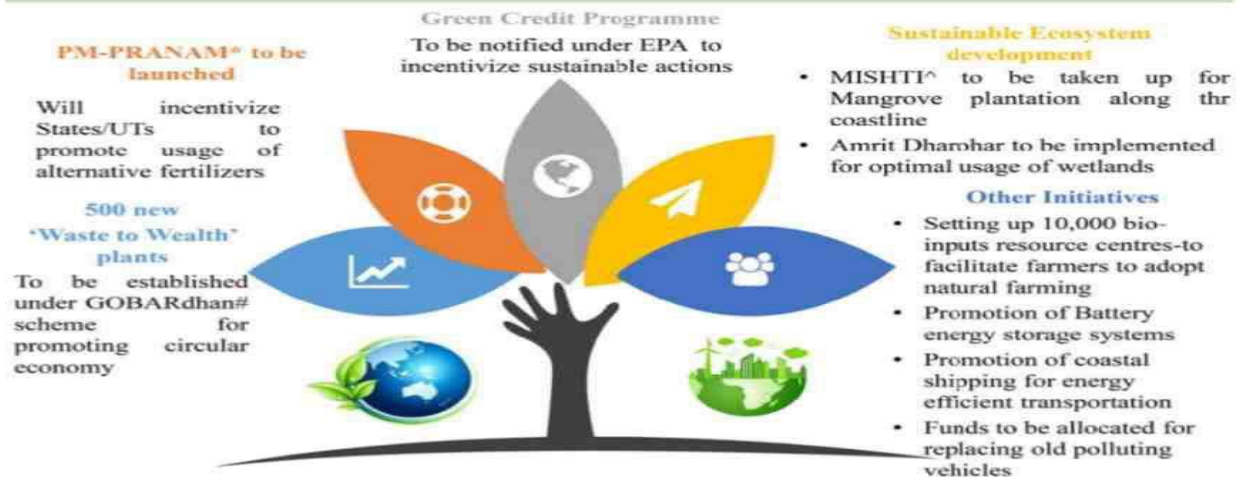 Green Credit Programme
To be notified under EPA to
incentivize sustainable actions
PM-PRANAM* to be
launched
Will incentivize
States/UTs to
promote usage of
alternative fertilizers
500 new
‘Waste to Wealth’
plants
To be established
under GOBARdhan#
scheme for
promoting circular
economy
Sustainable Ecosystem
development
• MISHTI^ to be taken up for
Mangrove plantation along thr
coastline
• Amrit Dharohar to be implemented
for optimal usage of wetlands
Other Initiatives
• Setting up 10,000 bio-
inputs resource centres-to
facilitate farmers to adopt
natural farming
• Promotion of Battery
energy storage systems
• Promotion of coastal
shipping for energy
efficient transportation
• Funds to be allocated for
replacing old polluting
vehicles